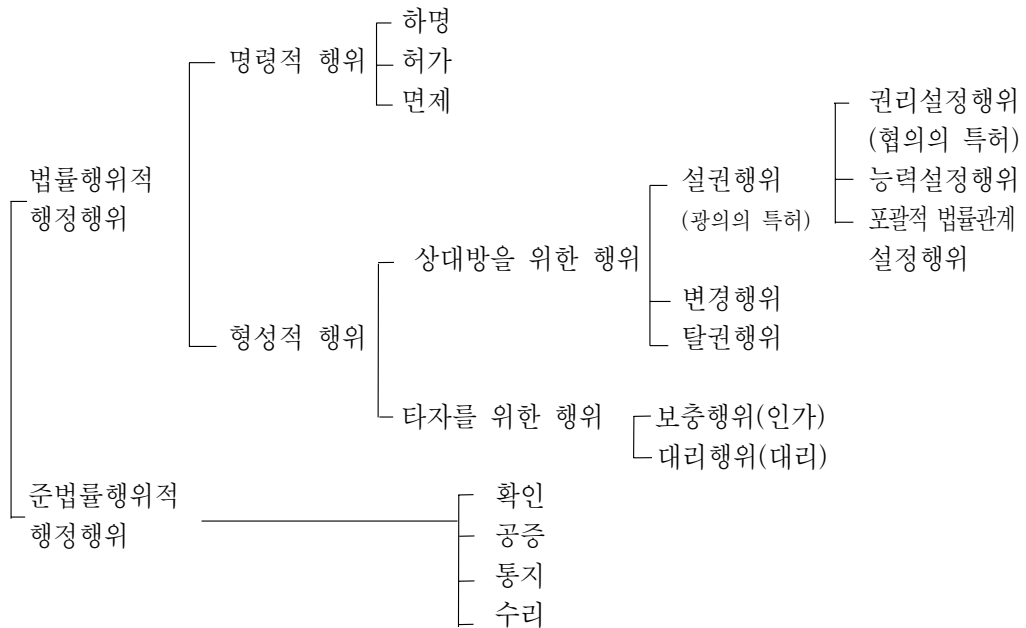 하명
명령적 행위
허가
면제
권리설정행위
(협의의 특허)
법률행위적
행정행위
설권행위
(광의의 특허)
능력설정행위
포괄적 법률관계
설정행위
상대방을 위한 행위
변경행위
형성적 행위
탈권행위
타자를 위한 행위
보충행위(인가)
대리행위(대리)
준법률행위적
행정행위
확인
공증
통지
수리